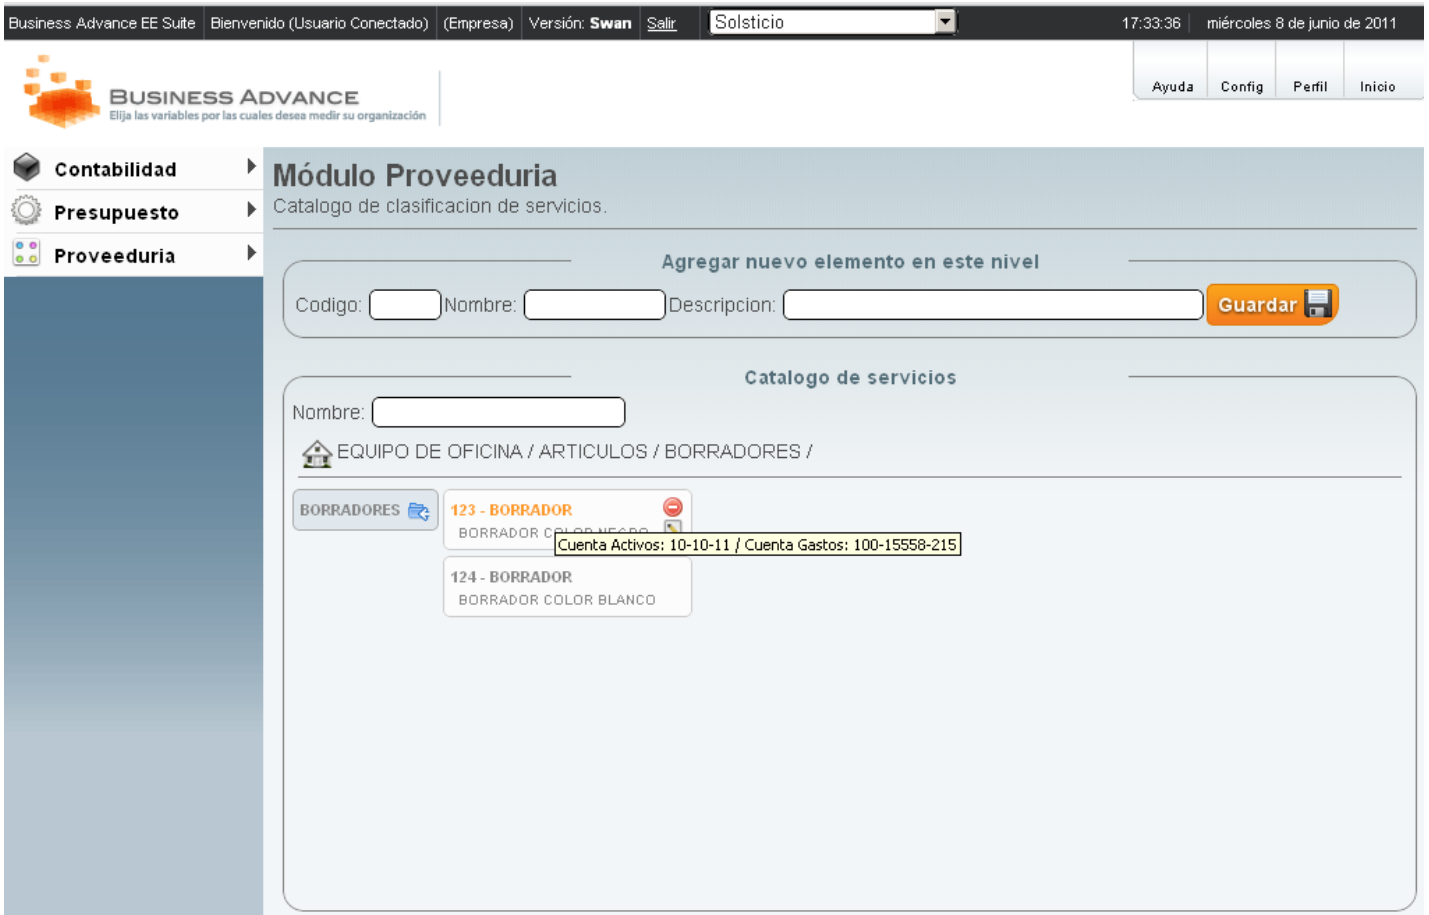 Business Advance EE Suite Bienvenido (Usuario Conectado) (Empresa) Versión: Swan Salir Solsticio 17:33:36 miércoles 8 de junio de 2011
BUSINESS ADVANCE
Elija las variables por las cuales desea medir su organización
Ayuda Config Perfil Inicio
Contabilidad
Presupuesto
Proveeduria
Módulo Proveeduria
Catalogo de clasificacion de servicios.
Agregar nuevo elemento en este nivel
Codigo: Nombre: Descripcion: Guardar
Catalogo de servicios
Nombre:
EQUIPO DE OFICINA / ARTICULOS / BORRADORES /
BORRADORES
123 - BORRADOR
BORRADOR COLOR NEGRO
Cuenta Activos: 10-10-11 / Cuenta Gastos: 100-15558-215
124 - BORRADOR
BORRADOR COLOR BLANCO